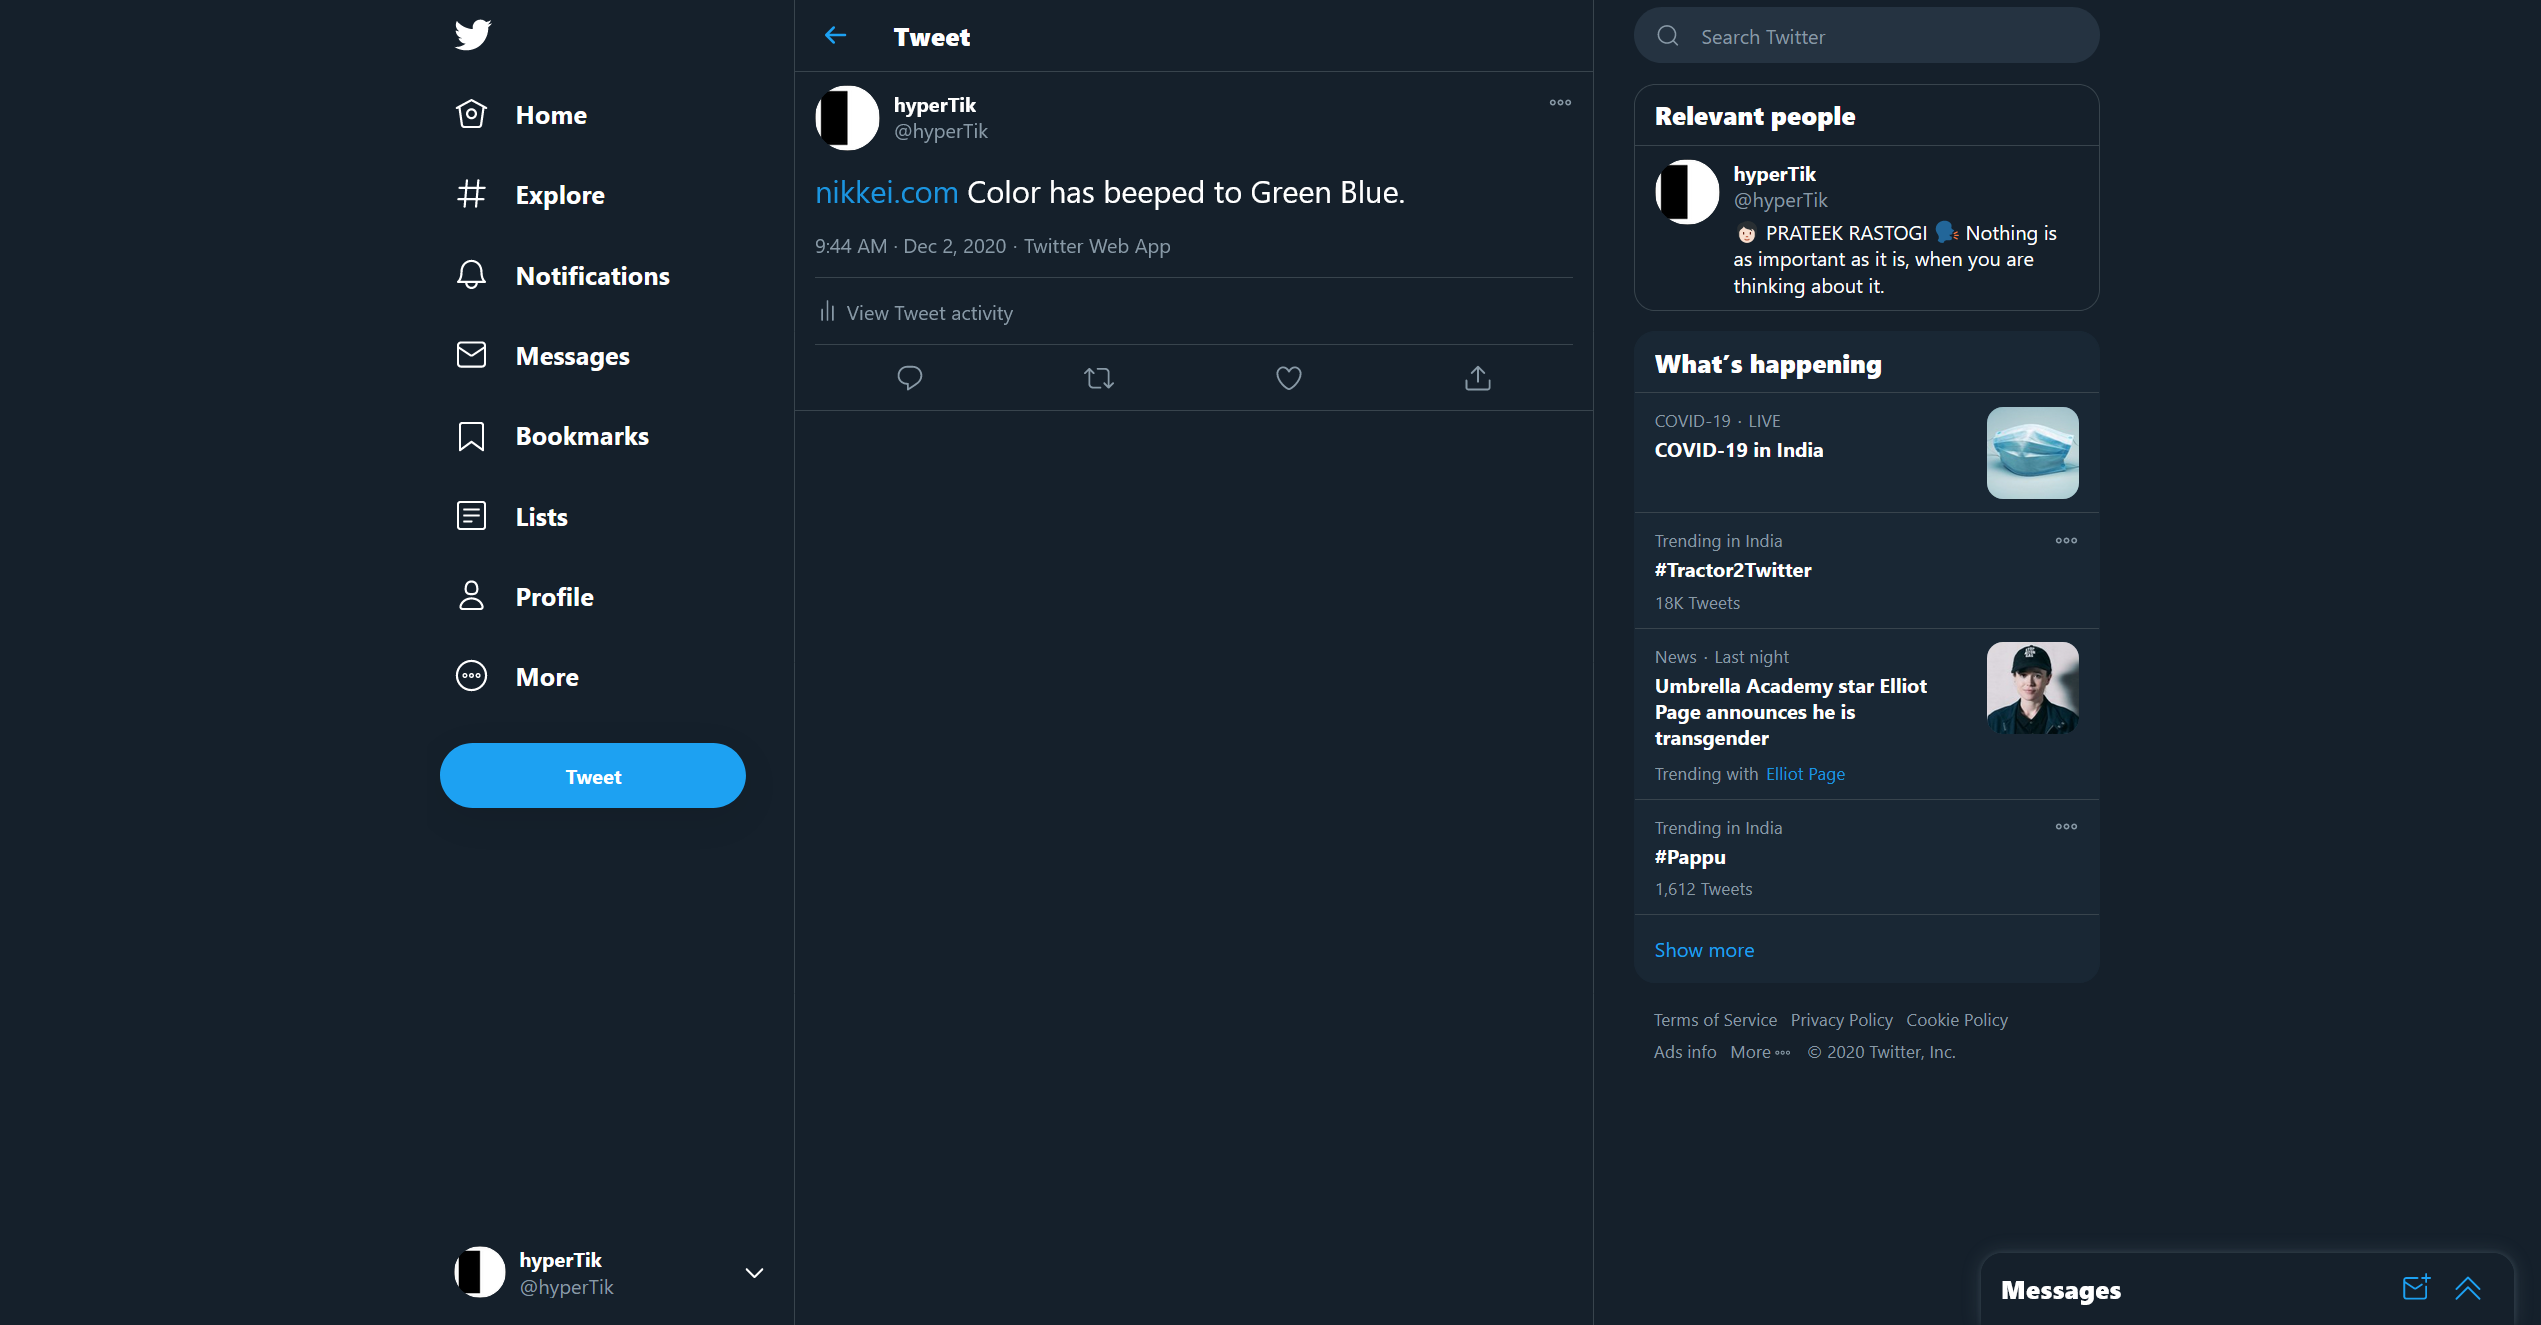 Home
Explore
Notifications
Messages
Bookmarks
Lists
Profile
More
Tweet
hyperTik
@hyperTik
Tweet
hyperTik
@hyperTik
nikkei.com Color has beeped to Green Blue.
9:44 AM · Dec 2, 2020 · Twitter Web App
View Tweet activity
Search Twitter
Relevant people
hyperTik
@hyperTik
PRATEEK RASTOGI Nothing is
as important as it is, when you are
thinking about it.
What's happening
COVID-19 · LIVE
COVID-19 in India
Trending in India
#Tractor2Twitter
18K Tweets
News · Last night
Umbrella Academy star Elliot
Page announces he is
transgender
Trending with Elliot Page
Trending in India
#Pappu
1,612 Tweets
Show more
Terms of Service Privacy Policy Cookie Policy
Ads info More © 2020 Twitter, Inc.
Messages